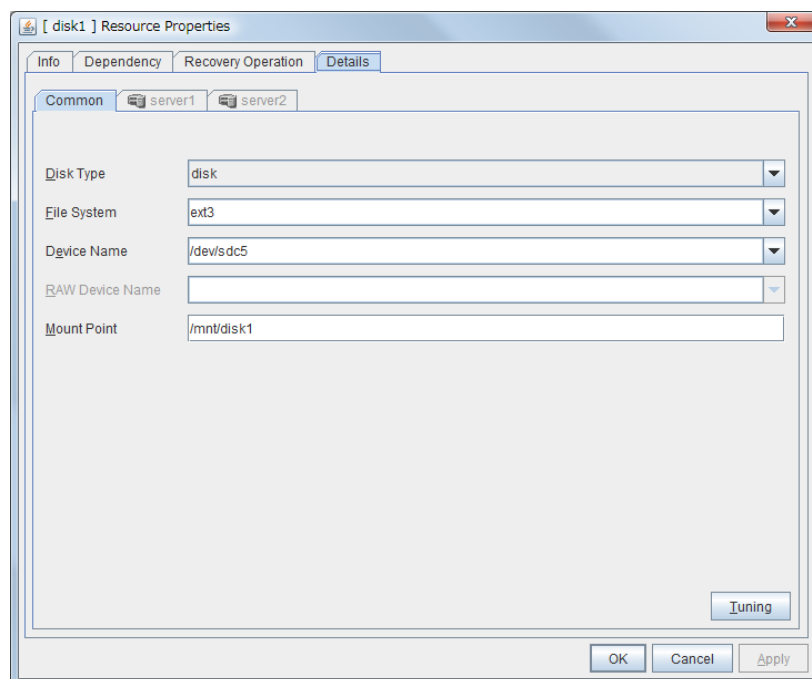 [ disk1 ] Resource Properties
Info Dependency Recovery Operation Details
Common server1 server2
Disk Type disk
File System ext3
Device Name /dev/sdc5
RAW Device Name
Mount Point /mnt/disk1
Tuning
OK Cancel Apply